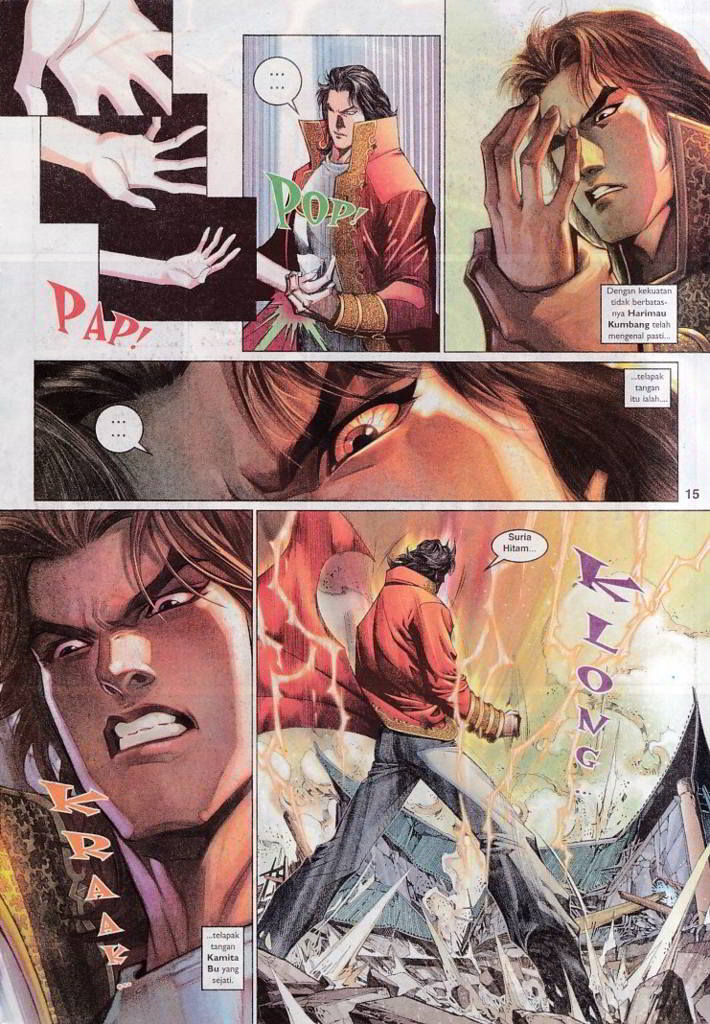 ...
...
POP!
PAP!
Dengan kekuatan
tidak berbatas-
nya Harimau
Kumbang telah
mengenal pasti...
...
...
...telapak
tangan
itu ialah....
15
KRAAK...
...telapak
tangan
Kamita
Bu yang
sejati.
Suria
Hitam...
KLONG...